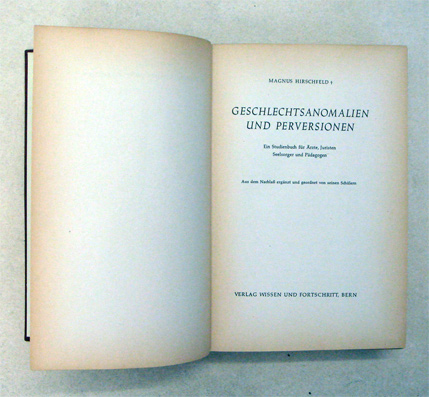 MAGNUS HIRSCHFELD †
GESCHLECHTSANOMALIEN
UND PERVERSIONEN
Ein Studienbuch für Ärzte, Juristen
Seelsorger und Pädagogen
Aus dem Nachlaß ergänzt und geordnet von seinen Schülern
VERLAG WISSEN UND FORTSCHRITT, BERN